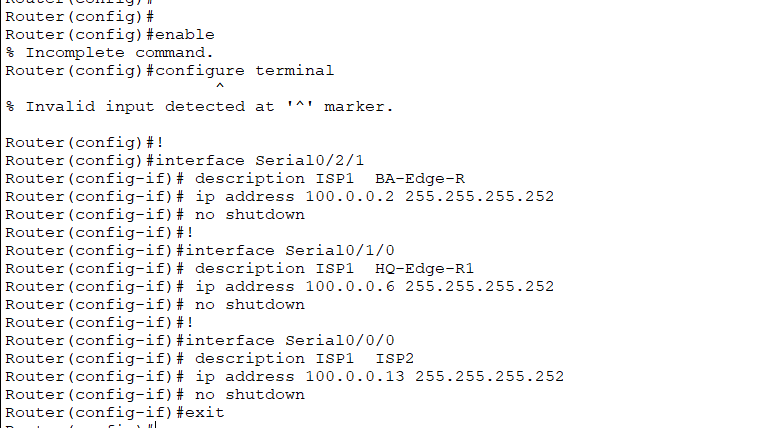 Router(config)#
Router(config)#
Router(config)#enable
% Incomplete command.
Router(config)#configure terminal
^
% Invalid input detected at '^' marker.
Router(config)#!
Router(config)#interface Serial0/2/1
Router(config-if)# description ISP1  BA-Edge-R
Router(config-if)# ip address 100.0.0.2 255.255.255.252
Router(config-if)# no shutdown
Router(config-if)#!
Router(config-if)#interface Serial0/1/0
Router(config-if)# description ISP1  HQ-Edge-R1
Router(config-if)# ip address 100.0.0.6 255.255.255.252
Router(config-if)# no shutdown
Router(config-if)#!
Router(config-if)#interface Serial0/0/0
Router(config-if)# description ISP1  ISP2
Router(config-if)# ip address 100.0.0.13 255.255.255.252
Router(config-if)# no shutdown
Router(config-if)#exit
Router(config)#